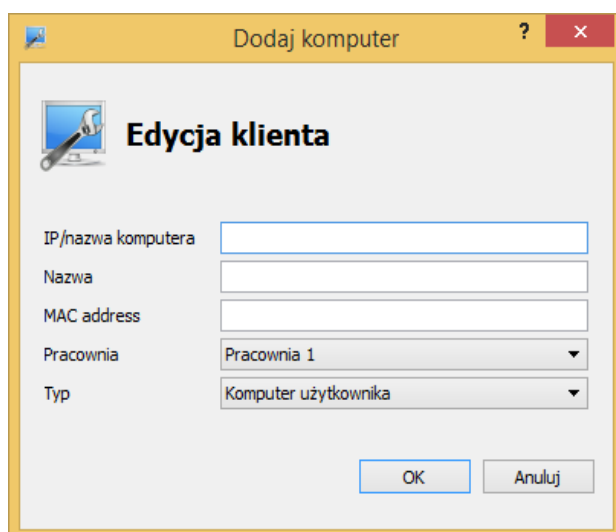 Dodaj komputer ?
Edycja klienta
IP/nazwa komputera
Nazwa
MAC address
Pracownia Pracownia 1
Typ Komputer użytkownika
OK Anuluj